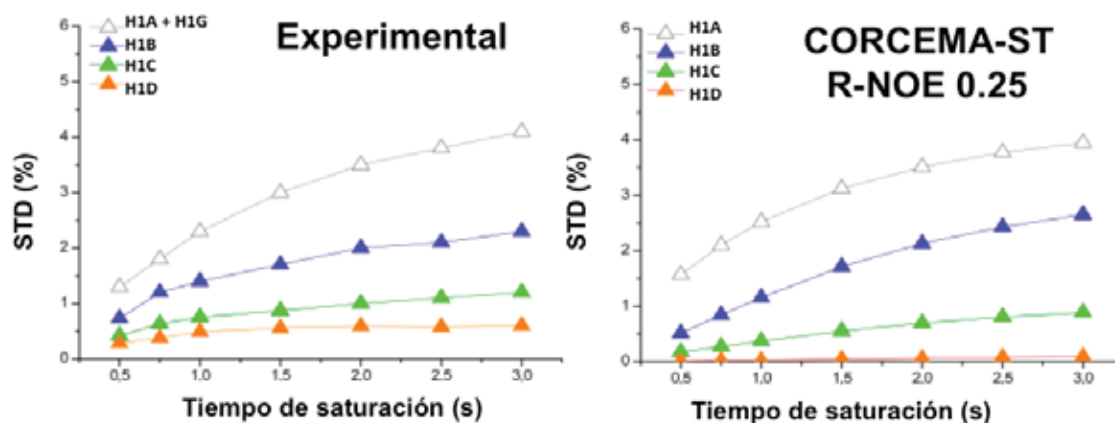 Experimental
H1A + H1G
H1B
H1C
H1D
STD (%)
6
5
4
3
2
1
0
0,5
1,0
1,5
2,0
2,5
3,0
Tiempo de saturación (s)
CORCEMA-ST
R-NOE 0.25
H1A
H1B
H1C
H1D
STD (%)
6
5
4
3
2
1
0
0,5
1,0
1,5
2,0
2,5
3,0
Tiempo de saturación (s)